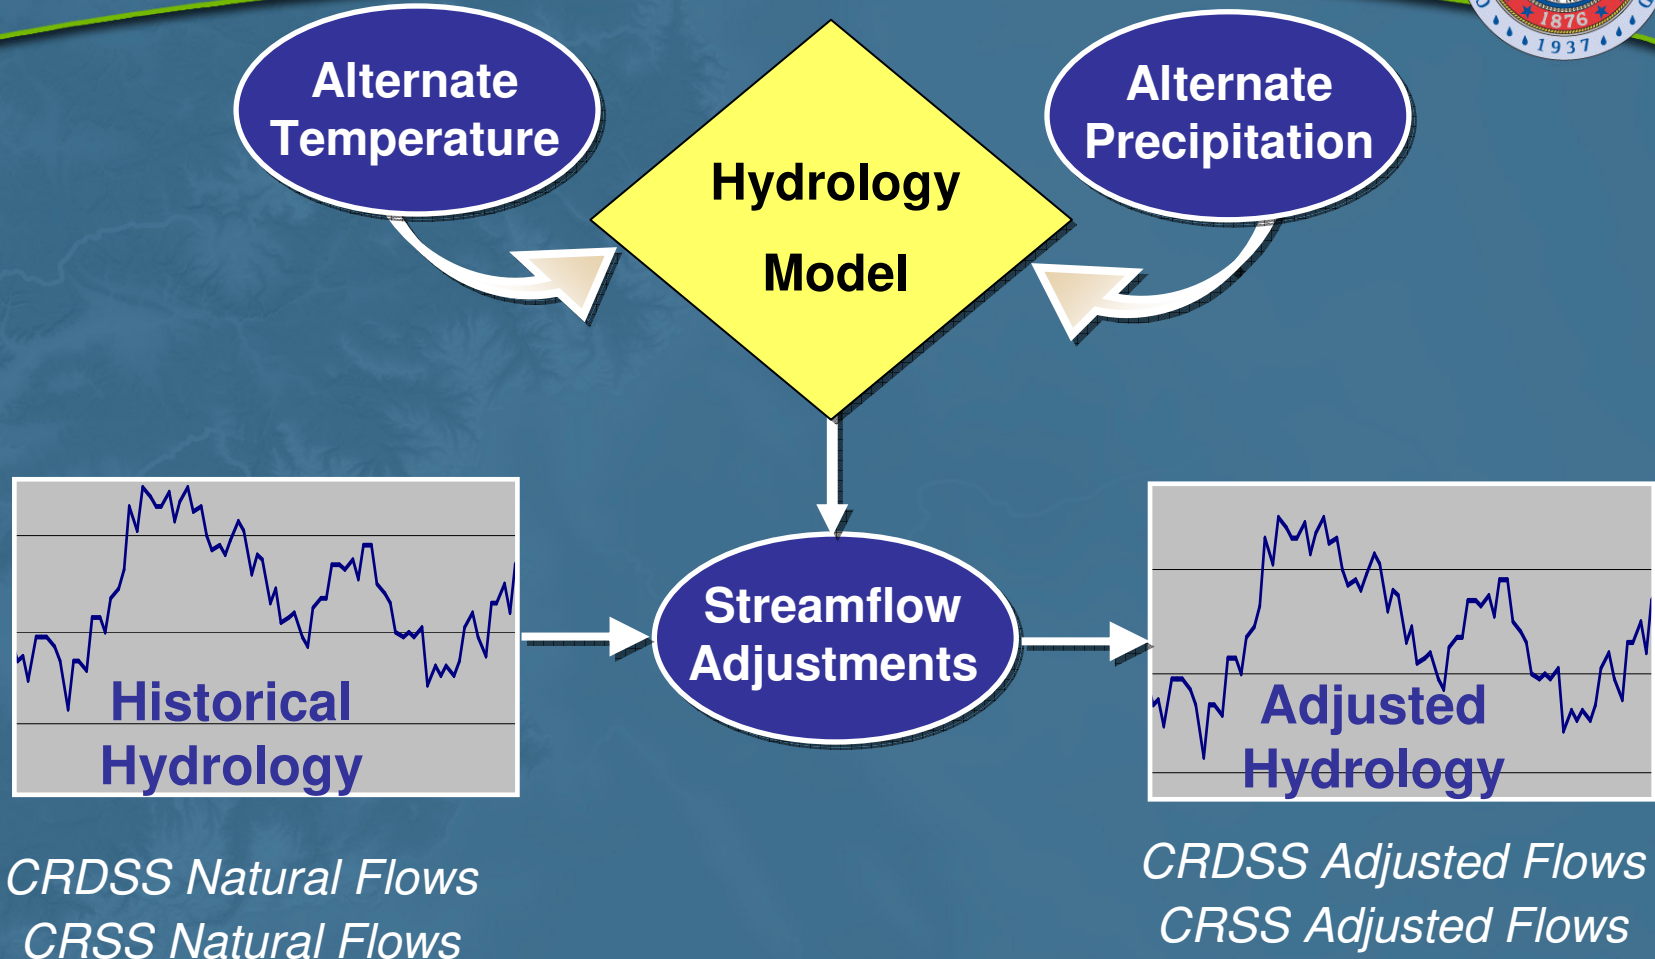 1876
1937
Alternate
Temperature
Hydrology
Model
Alternate
Precipitation
Historical
Hydrology
Streamflow
Adjustments
Adjusted
Hydrology
CRDSS Natural Flows
CRSS Natural Flows
CRDSS Adjusted Flows
CRSS Adjusted Flows